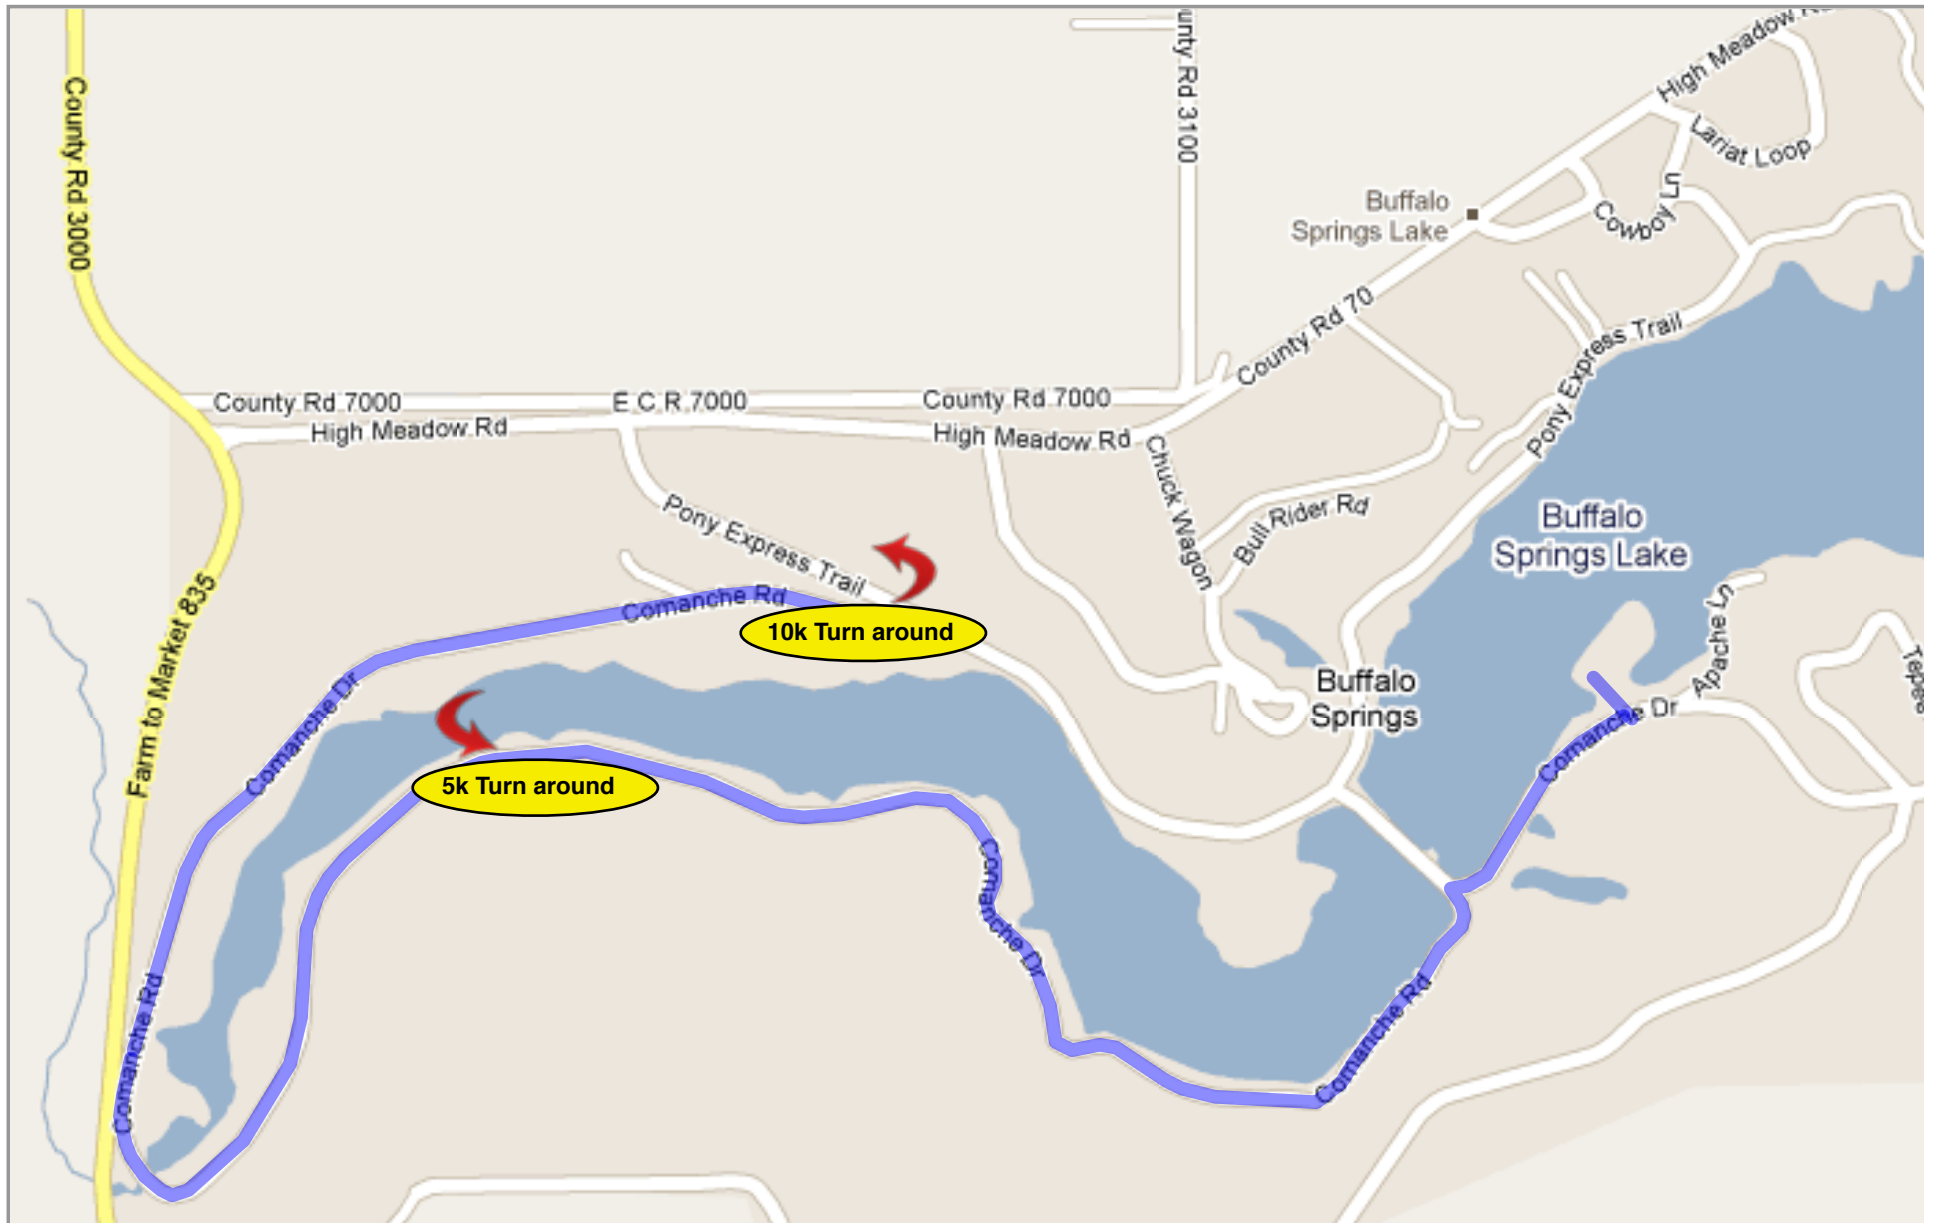 High Meadow Rd
County Rd 3000
unty Rd 3100
Lariat Loop
Buffalo
Springs Lake
Cowboy Ln
County Rd 70
Pony Express Trail
County Rd 7000
E C R 7000
County Rd 7000
High Meadow Rd
High Meadow Rd
Chuck Wagon
Bull Rider Rd
Pony Express Trail
Buffalo
Springs Lake
Farm to Market 835
Comanche Rd
10k Turn around
Apache Ln
Tepee
Buffalo
Springs
Comanche Dr
Comanche Dr
5k Turn around
Comanche Dr
Comanche Rd
Comanche Rd